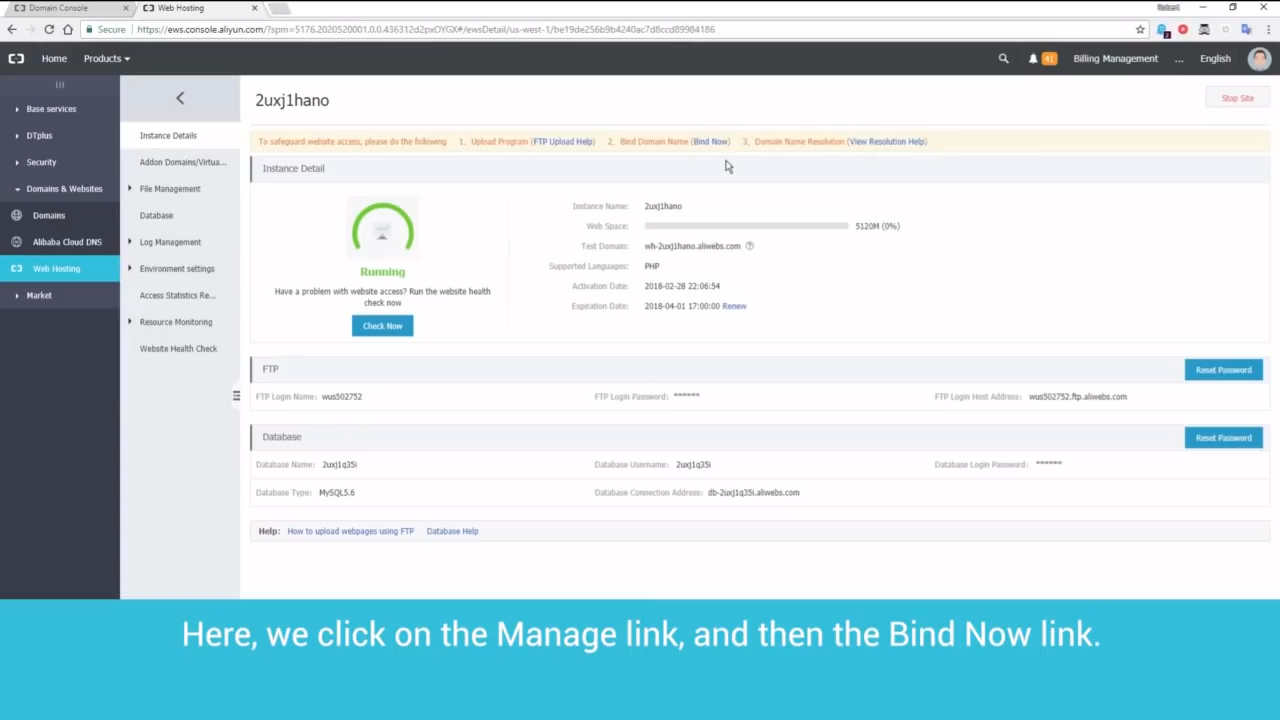 Domain Console
Web Hosting
Secure https://ews.console.aliyun.com/?spm=5176.2020520001.0.0.436312d2pxOYGX#/ewsDetail/us-west-1/be19de256b9b4240ac7d8ccd89984186
Home Products 41 Billing Management ... English
Base services
DTplus
Security
Domains & Websites
Domains
Alibaba Cloud DNS
Web Hosting
Market
Instance Details
Addon Domains/Virtua...
File Management
Database
Log Management
Environment settings
Access Statistics Re...
Resource Monitoring
Website Health Check
2uxj1hano
Stop Site
To safeguard website access, please do the following 1、 Upload Program (FTP Upload Help) 2、 Bind Domain Name (Bind Now) 3、 Domain Name Resolution (View Resolution Help)
Instance Detail
Running
Have a problem with website access? Run the website health
check now
Check Now
Instance Name: 2uxj1hano
Web Space: 5120M (0%)
Test Domain: wh-2uxj1hano.aliwebs.com ?
Supported Languages: PHP
Activation Date: 2018-02-28 22:06:54
Expiration Date: 2018-04-01 17:00:00 Renew
FTP
Reset Password
FTP Login Name: wus502752 FTP Login Password: ****** FTP Login Host Address: wus502752.ftp.aliwebs.com
Database
Reset Password
Database Name: 2uxj1q35i Database Username: 2uxj1q35i Database Login Password: ******
Database Type: MySQL5.6 Database Connection Address: db-2uxj1q35i.aliwebs.com
Help: How to upload webpages using FTP Database Help
Here, we click on the Manage link, and then the Bind Now link.